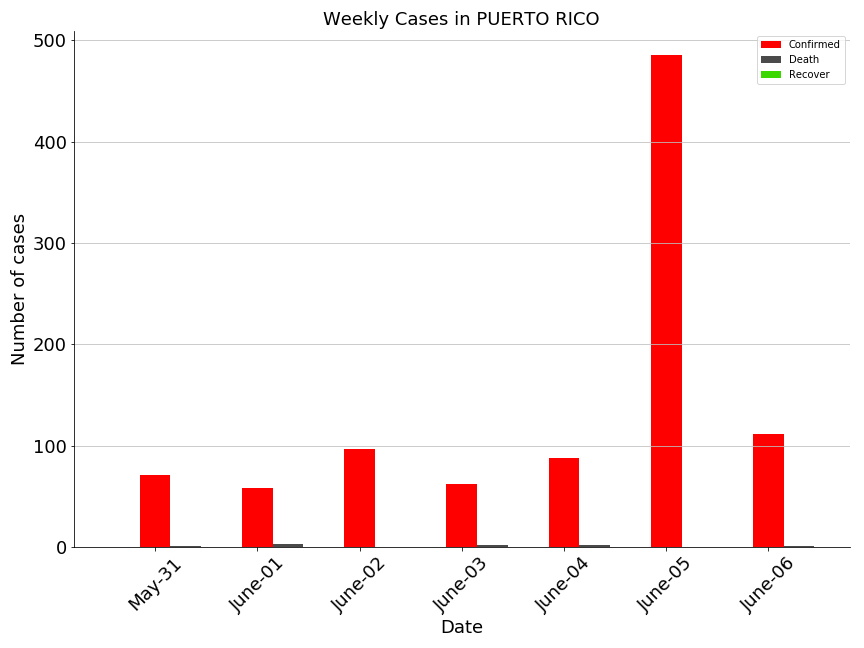 Weekly Cases in PUERTO RICO
Confirmed
Death
Recover
Number of cases
500
400
300
200
100
0
May-31
June-01
June-02
June-03
June-04
June-05
June-06
Date